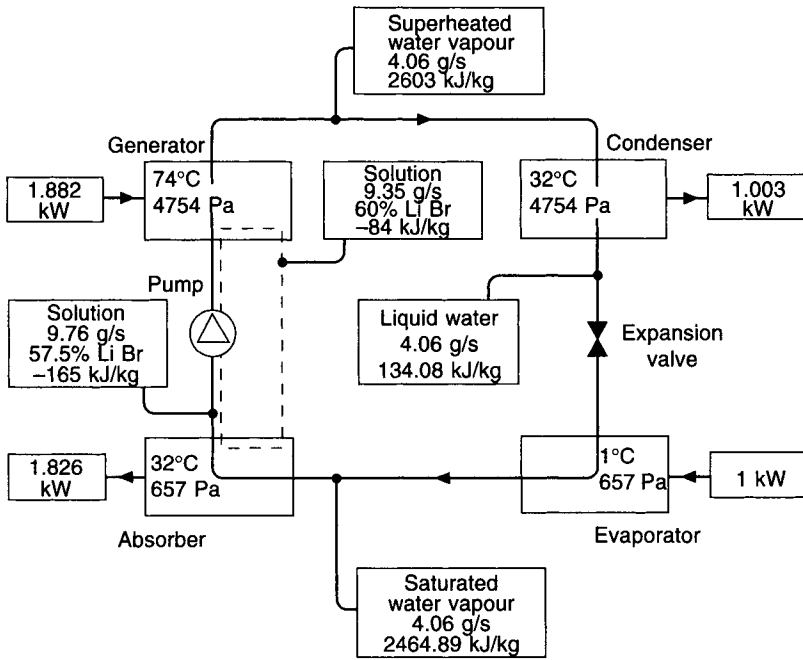 Superheated
water vapour
4.06 g/s
2603 kJ/kg
Generator
Condenser
1.882
kW
74°C
4754 Pa
Solution
9.35 g/s
60% Li Br
–84 kJ/kg
32°C
4754 Pa
1.003
kW
Pump
Solution
9.76 g/s
57.5% Li Br
–165 kJ/kg
Liquid water
4.06 g/s
134.08 kJ/kg
Expansion
valve
1.826
kW
32°C
657 Pa
1°C
657 Pa
1 kW
Absorber
Evaporator
Saturated
water vapour
4.06 g/s
2464.89 kJ/kg